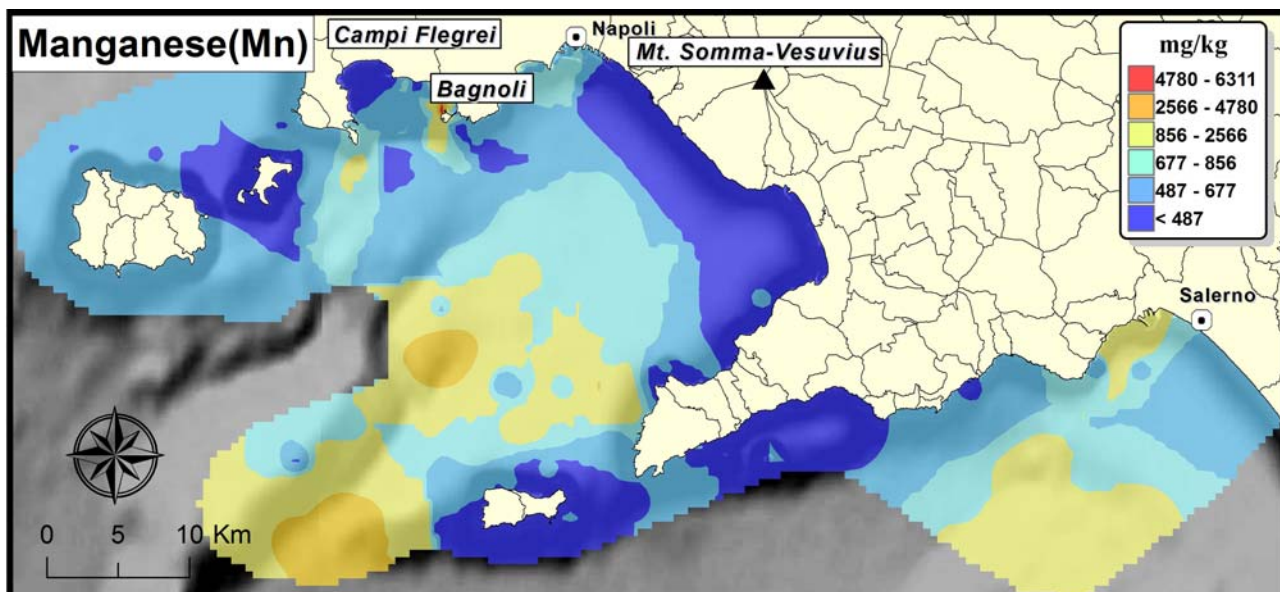 Manganese(Mn)
Campi Flegrei
Napoli
Mt. Somma-Vesuvius
Bagnoli
mg/kg
4780 - 6311
2566 - 4780
856 - 2566
677 - 856
487 - 677
< 487
Salerno
0 5 10 Km